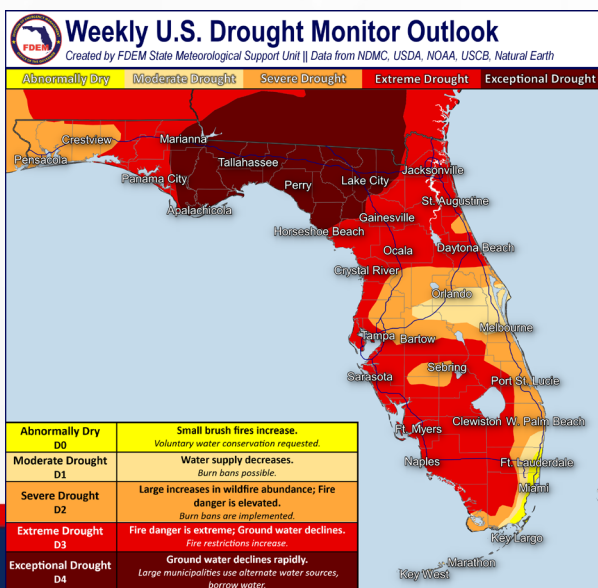 FDEM
Weekly U.S. Drought Monitor Outlook
Created by FDEM State Meteorological Support Unit || Data from NDMC, USDA, NOAA, USCB, Natural Earth
Abnormally Dry Moderate Drought Severe Drought Extreme Drought Exceptional Drought
Crestview
Marianna
Pensacola
Tallahassee
Jacksonville
Panama City
Perry
Lake City
St. Augustine
Apalachicola
Gainesville
Horseshoe Beach
Ocala
Daytona Beach
Crystal River
Orlando
Melbourne
Tampa
Bartow
Sarasota
Sebring
Port St. Lucie
Ft. Myers
Clewiston
W. Palm Beach
Naples
Ft. Lauderdale
Miami
Key Largo
Marathon
Key West
Abnormally Dry
D0
Small brush fires increase.
Voluntary water conservation requested.
Moderate Drought
D1
Water supply decreases.
Burn bans possible.
Severe Drought
D2
Large increases in wildfire abundance; Fire
danger is elevated.
Burn bans are implemented.
Extreme Drought
D3
Fire danger is extreme; Ground water declines.
Fire restrictions increase.
Exceptional Drought
D4
Ground water declines rapidly.
Large municipalities use alternate water sources,
borrow water.